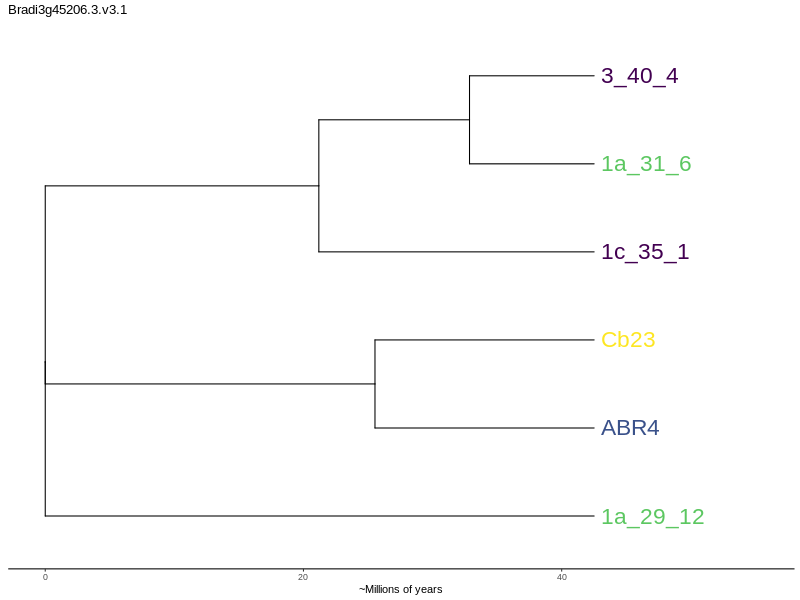 Bradi3g45206.3.v3.1
3_40_4
1a_31_6
1c_35_1
Cb23
ABR4
1a_29_12
0 20 40
~Millions of years